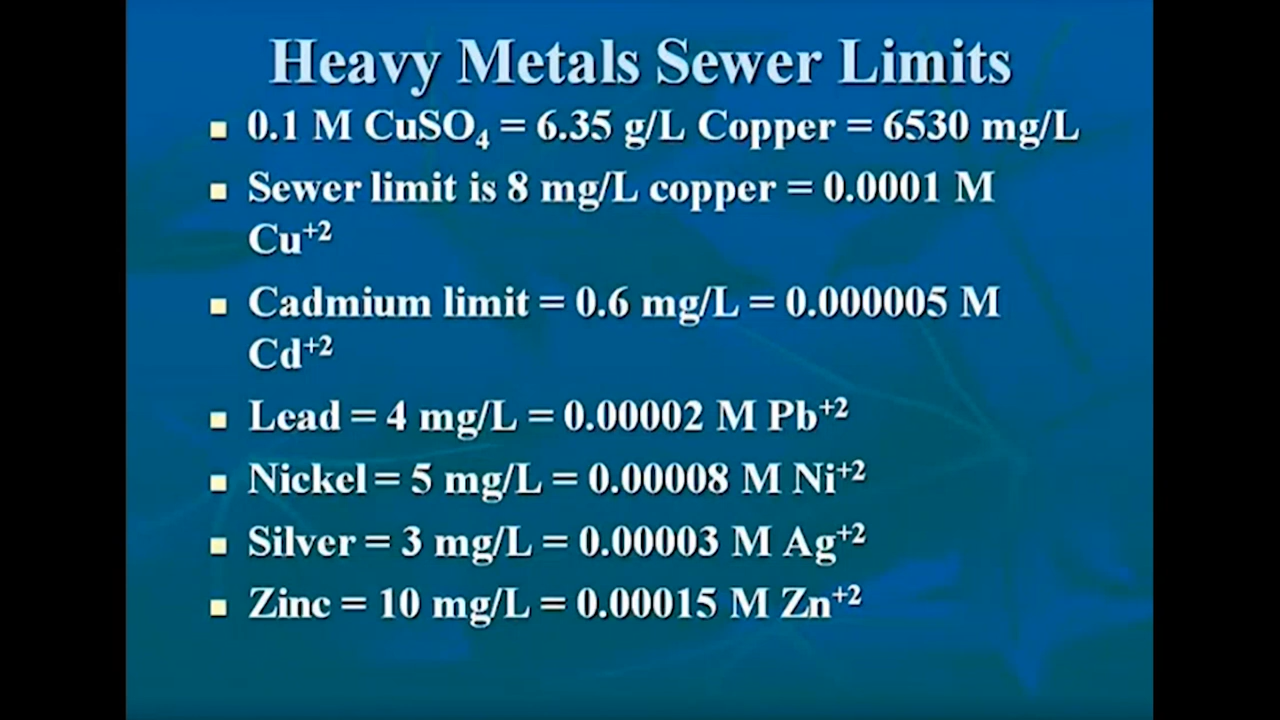 Heavy Metals Sewer Limits
0.1 M CuSO₄ = 6.35 g/L Copper = 6530 mg/L
Sewer limit is 8 mg/L copper = 0.0001 M
Cu⁺²
Cadmium limit = 0.6 mg/L = 0.000005 M
Cd⁺²
Lead = 4 mg/L = 0.00002 M Pb⁺²
Nickel = 5 mg/L = 0.00008 M Ni⁺²
Silver = 3 mg/L = 0.00003 M Ag⁺²
Zinc = 10 mg/L = 0.00015 M Zn⁺²